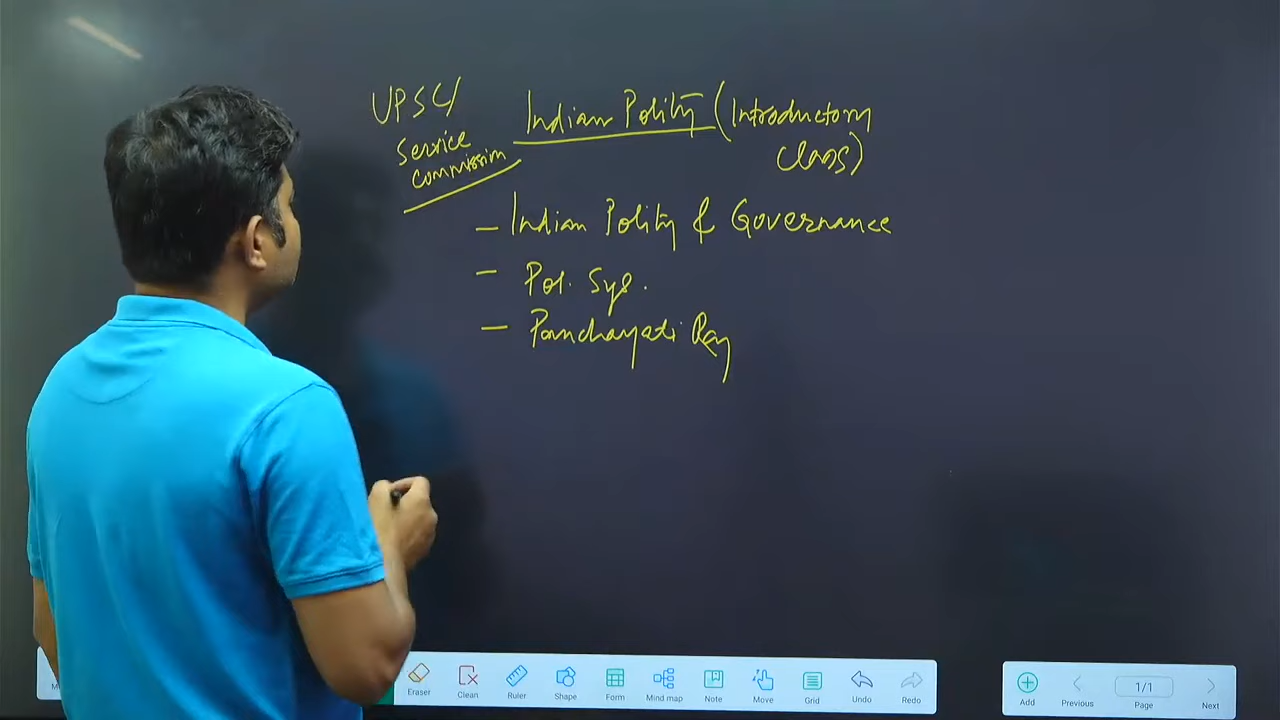 UPSC/
Service
Commission
Indian Polity (Introductory
Class)
- Indian Polity & Governance
- Pol. Sys.
- Panchayati Raj
Eraser
Clean
Ruler
Shape
Form
Mind map
Note
Move
Grid
Undo
Redo
Add
Previous
1/1
Page
Next